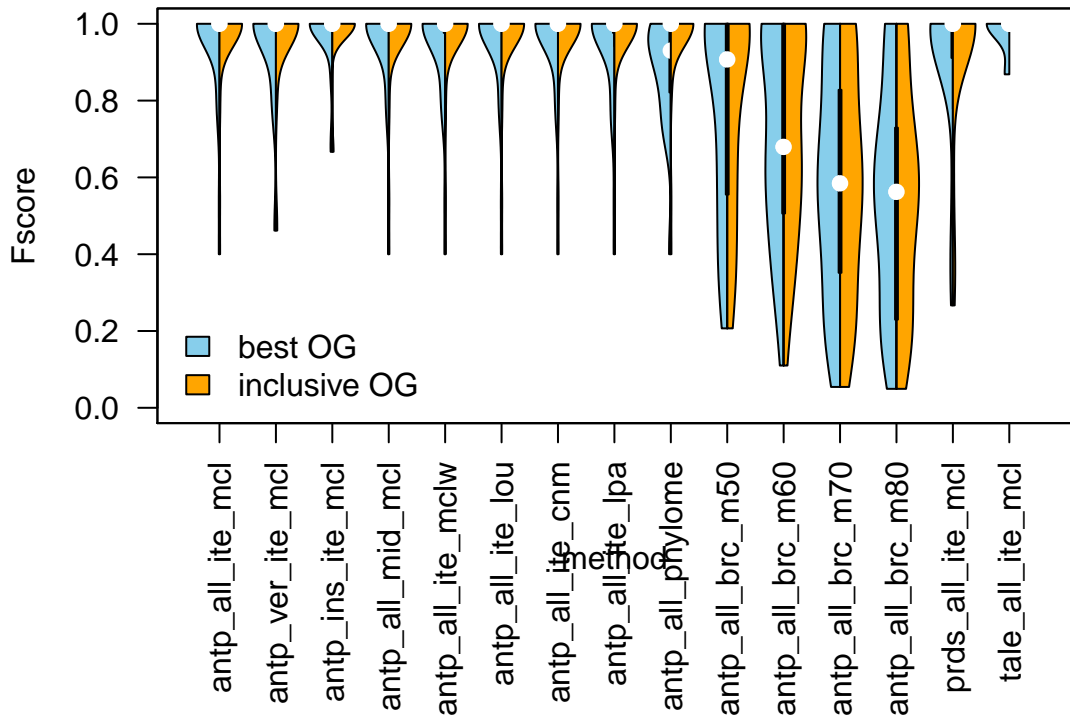 Fscore
1.0
0.8
0.6
0.4
0.2
0.0
best OG
inclusive OG
antp_all_ite_mcl
antp_ver_ite_mcl
antp_ins_ite_mcl
antp_all_mid_mcl
antp_all_ite_mclw
antp_all_ite_lou
antp_all_ite_cnm
antp_all_ite_lpa
antp_all_phylome
antp_all_brc_m50
antp_all_brc_m60
antp_all_brc_m70
antp_all_brc_m80
prds_all_ite_mcl
tale_all_ite_mcl
method